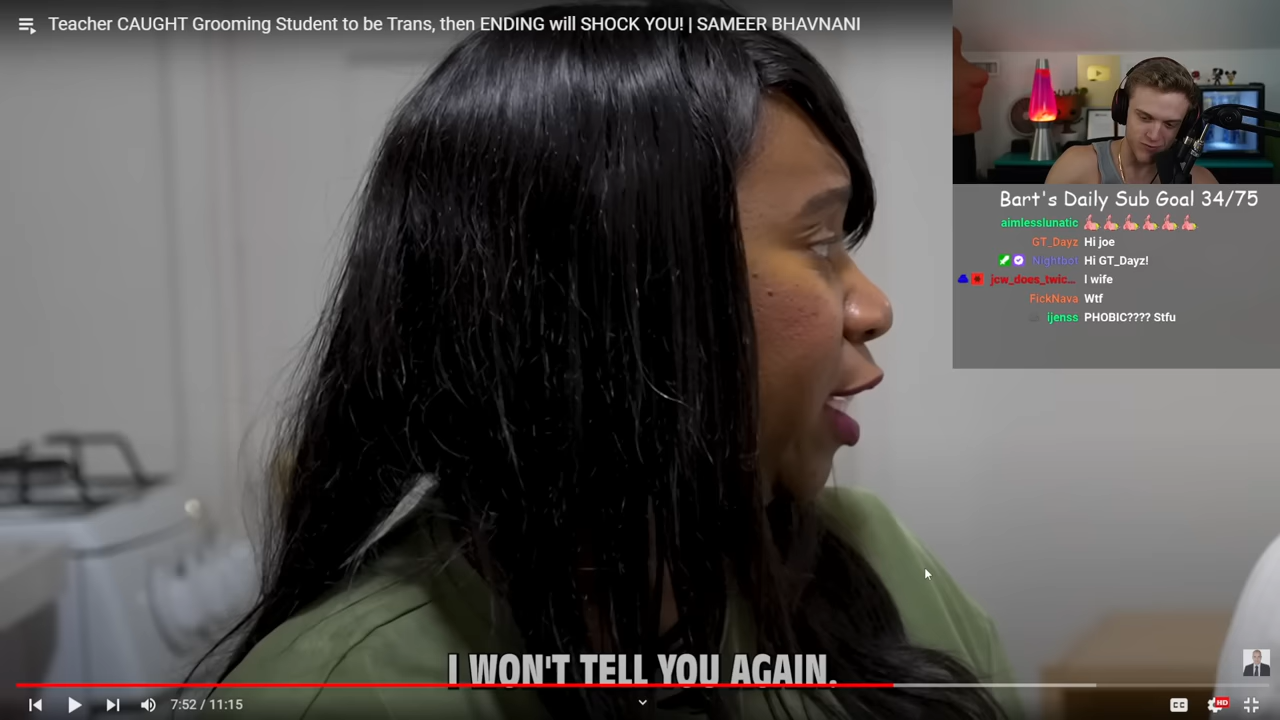 Teacher CAUGHT Grooming Student to be Trans, then ENDING will SHOCK YOU! | SAMEER BHAVNANI
Bart's Daily Sub Goal 34/75
aimlesslunatic
GT_Dayz Hi joe
Nightbot Hi GT_Dayz!
jcw_does_twic... l wife
FickNava Wtf
ijenss PHOBIC???? Stfu
I WON'T TELL YOU AGAIN.
7:52 / 11:15
CC
HD